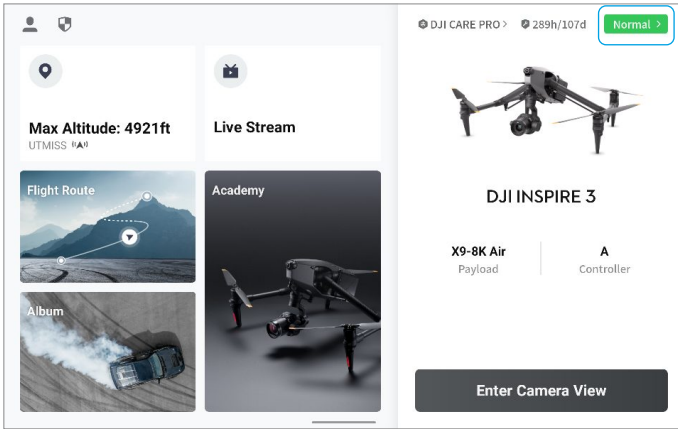 DJI CARE PRO >
289h/107d
Normal >
Max Altitude: 4921ft
UTMISS
Live Stream
Flight Route
Academy
Album
DJI INSPIRE 3
X9-8K Air
Payload
A
Controller
Enter Camera View